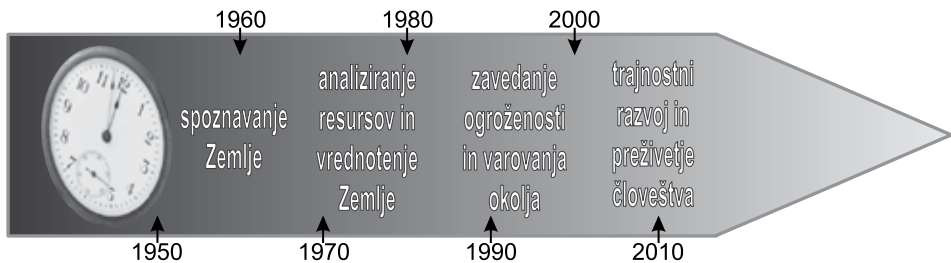 1960
1980
2000
spoznavanje
Zemlje
analiziranje
resursov in
vrednotenje
Zemlje
zavedanje
ogroženosti
in varovanja
okolja
trajnostni
razvoj in
preživetje
človeštva
1950
1970
1990
2010